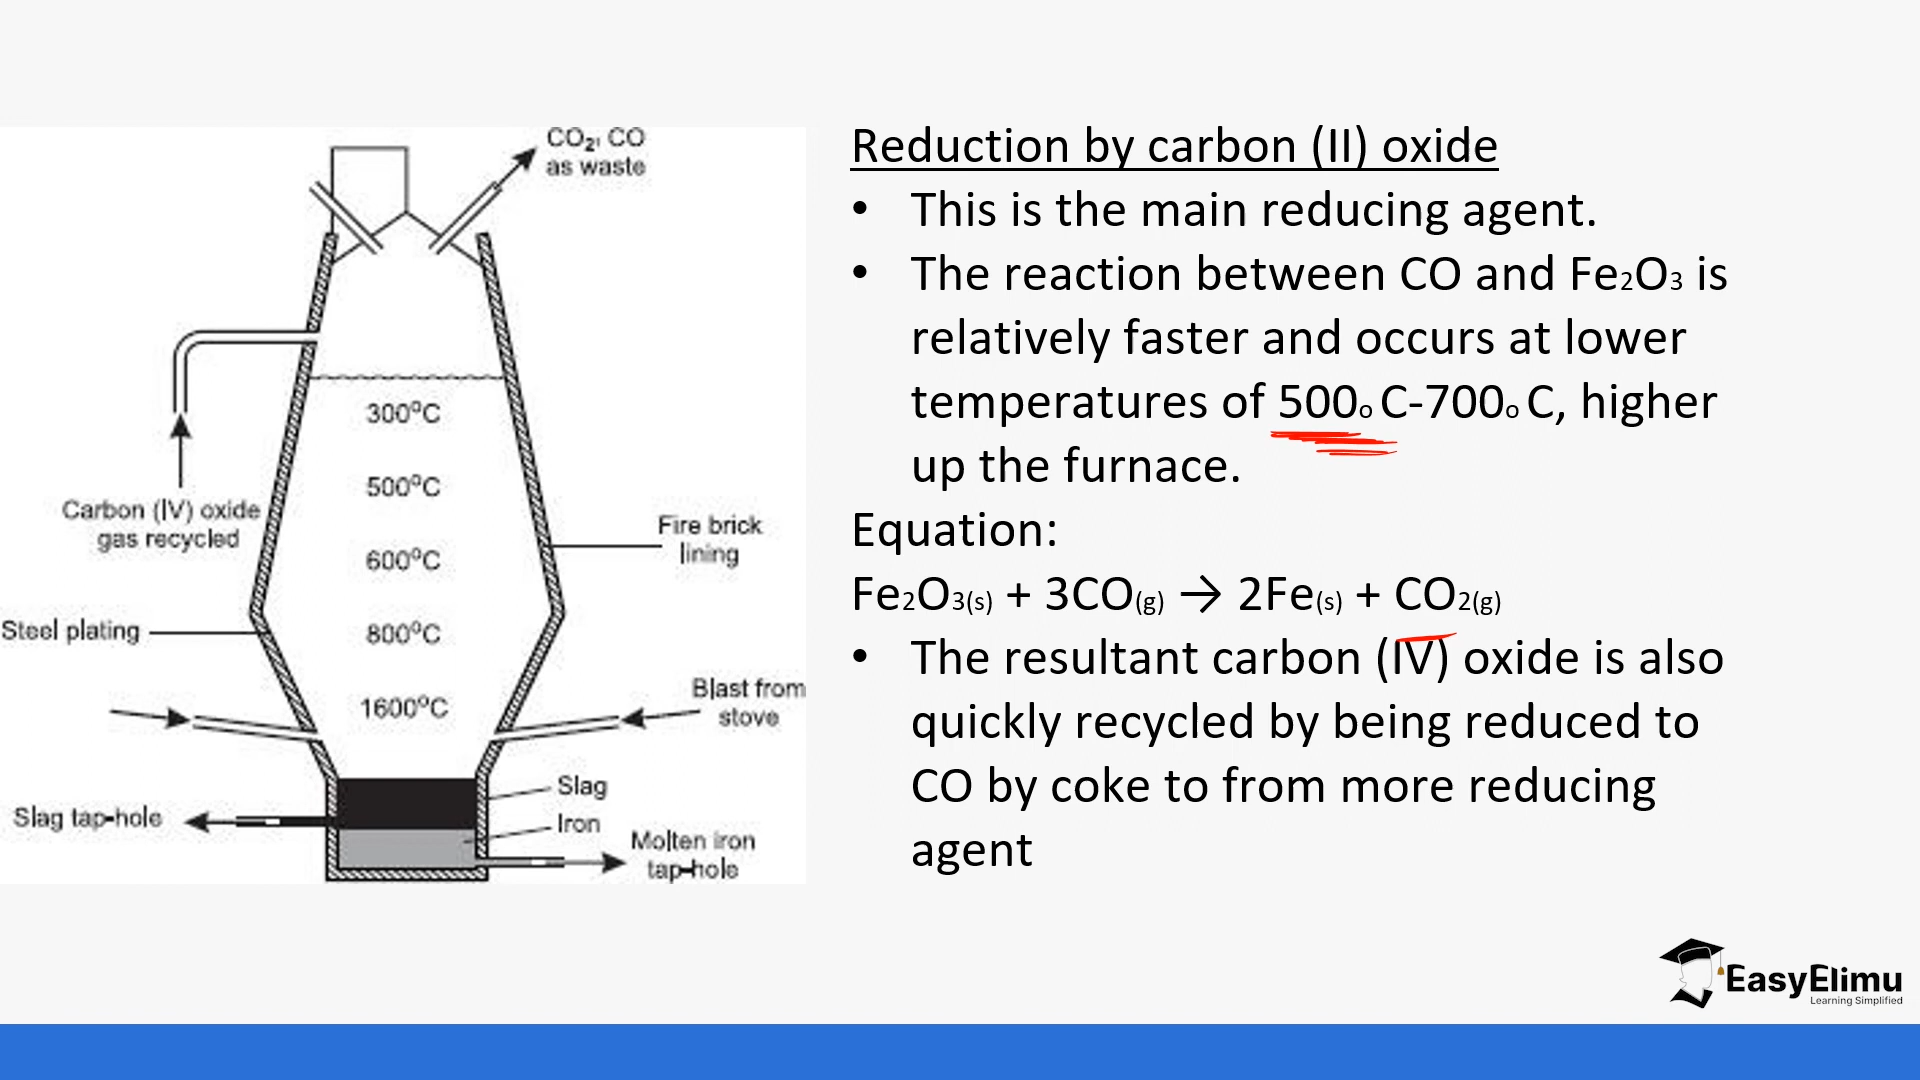 CO₂, CO
as waste
300°C
500°C
600°C
800°C
1600°C
Carbon (IV) oxide
gas recycled
Fire brick
lining
Steel plating
Blast from
stove
Slag
Slag tap-hole
Iron
Molten iron
tap-hole
Reduction by carbon (II) oxide
• This is the main reducing agent.
• The reaction between CO and Fe₂O₃ is
relatively faster and occurs at lower
temperatures of 500o C-700o C, higher
up the furnace.
Equation:
Fe₂O₃(s) + 3CO(g) → 2Fe(s) + CO₂(g)
• The resultant carbon (IV) oxide is also
quickly recycled by being reduced to
CO by coke to from more reducing
agent
EasyElimu
Learning Simplified